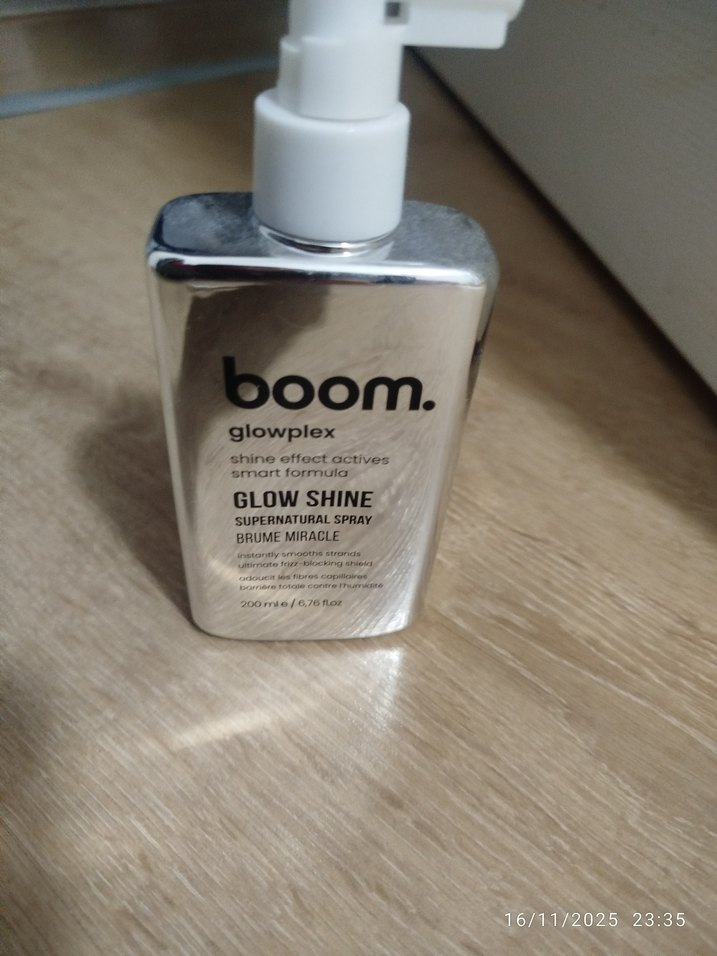 boom.
glowplex
shine effect actives
smart formula
GLOW SHINE
SUPERNATURAL SPRAY
BRUME MIRACLE
instantly smooths strands
ultimate frizz-blocking shield
adoucit les fibres capillaires
barrière totale contre l'humidité
200 ml e / 6,76 fl.oz
16/11/2025 23:35